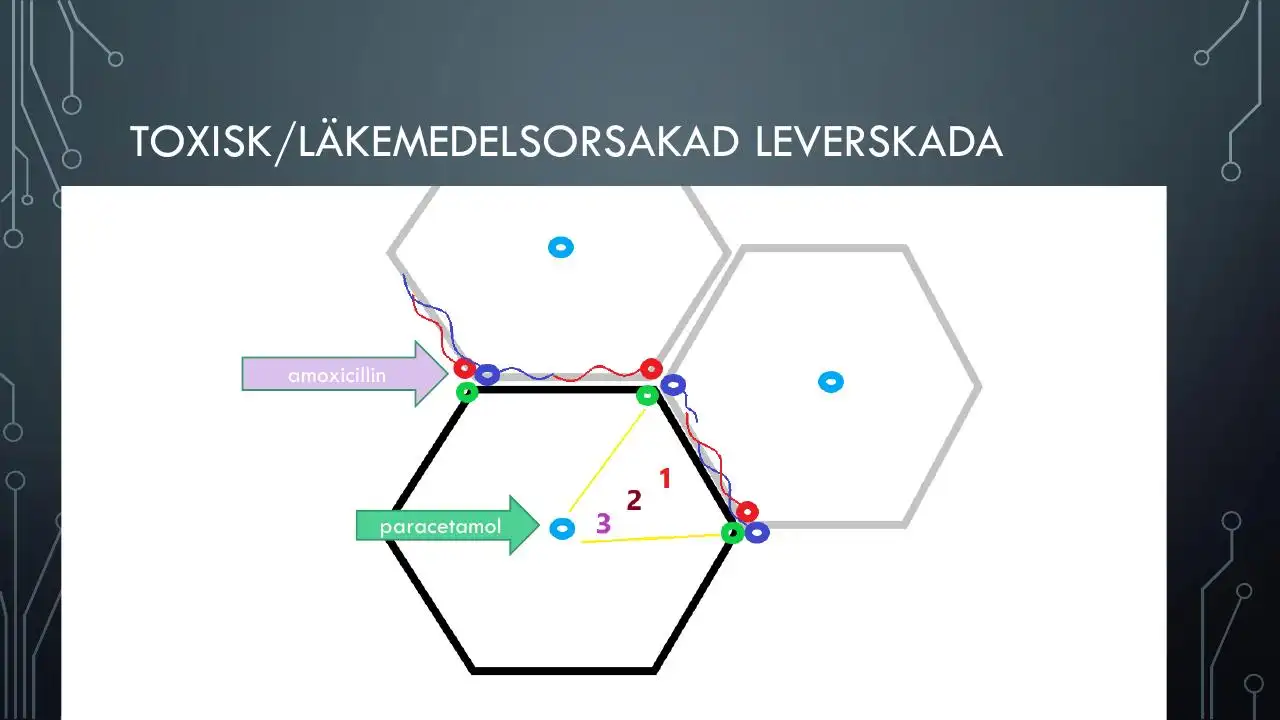 TOXISK/LÄKEMEDELSORSAKAD LEVERSKADA
amoxicillin
1
2
3
paracetamol